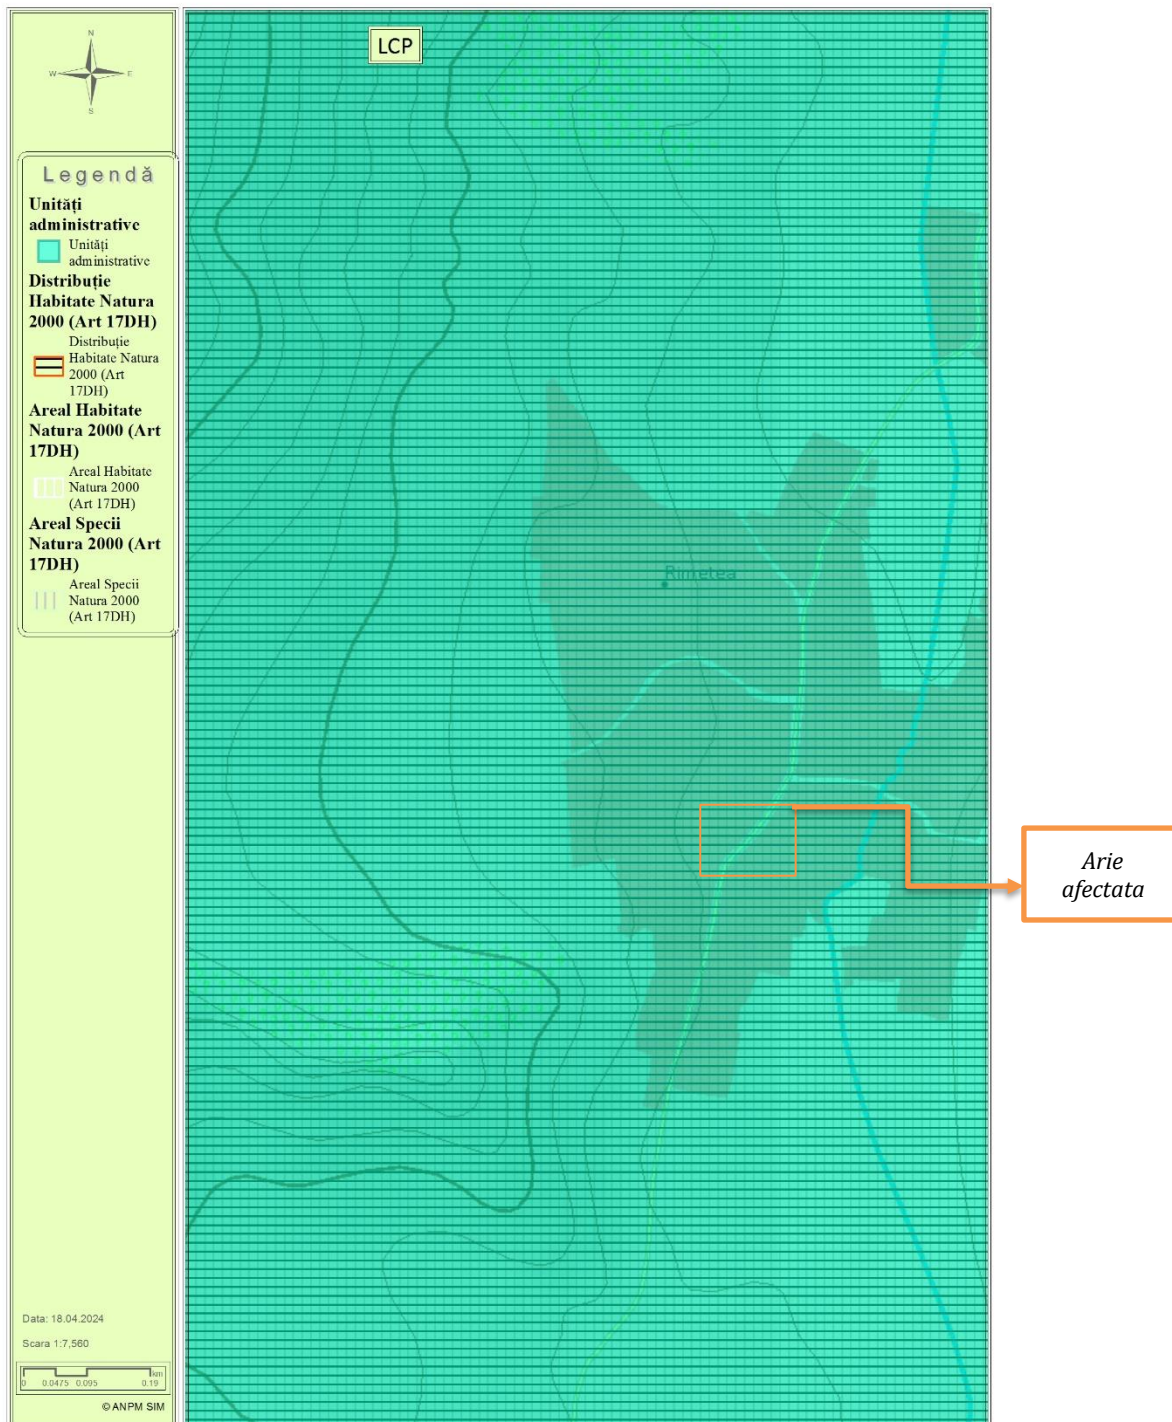 LCP
N
W
E
S
Legendă
Unități
administrative
Unități
administrative
Distribuție
Habitate Natura
2000 (Art 17DH)
Distribuție
Habitate Natura
2000 (Art
17DH)
Areal Habitate
Natura 2000 (Art
17DH)
Areal Habitate
Natura 2000
(Art 17DH)
Areal Specii
Natura 2000 (Art
17DH)
Areal Specii
Natura 2000
(Art 17DH)
Rimetea
Arie
afectata
Data: 18.04.2024
Scara 1:7,560
km
0 0.0475 0.095 0.19
© ANPM SIM